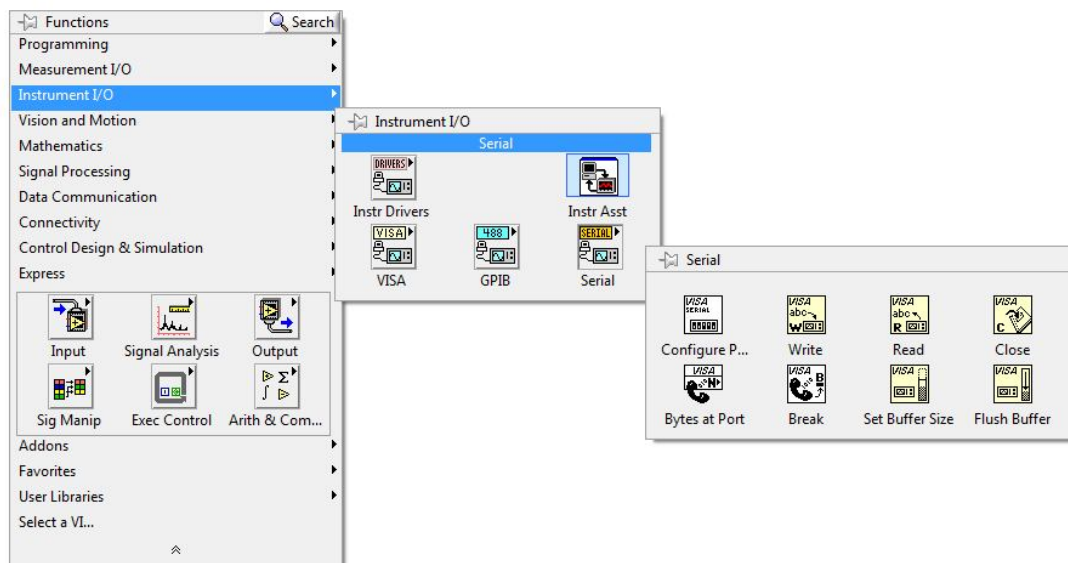 Functions
Search
Programming
Measurement I/O
Instrument I/O
Vision and Motion
Mathematics
Signal Processing
Data Communication
Connectivity
Control Design & Simulation
Express
Input Signal Analysis Output
Sig Manip Exec Control Arith & Com...
Addons
Favorites
User Libraries
Select a VI...
Instrument I/O
Serial
DRIVERS
Instr Drivers Instr Asst
VISA 488 SERIAL
VISA GPIB Serial
Serial
VISA SERIAL
VISA abc W
VISA abc R
VISA C
Configure P... Write Read Close
VISA N
VISA B
VISA
VISA
Bytes at Port Break Set Buffer Size Flush Buffer